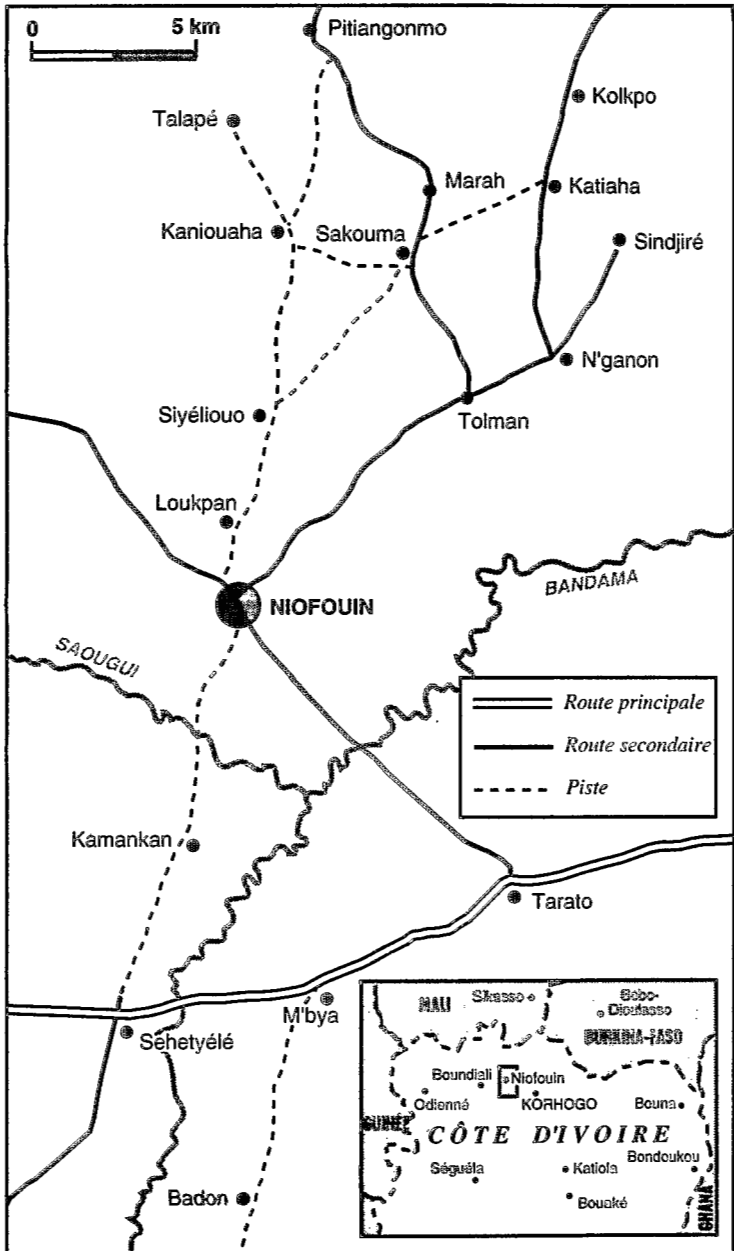 0 5 km
Pitiangonmo
Kolkpo
Talapé
Marah
Katiaha
Kaniouaha
Sakouma
Sindjiré
N'ganon
Siyéliouo
Tolman
Loukpan
BANDAMA
NIOFOUIN
SAOUGUI
Route principale
Route secondaire
Piste
Kamankan
Tarato
M'bya
Sehetyélé
Badon
MALI
Sikasso
Bobo-
Dioulasso
BURKINA-FASO
Boundiali
Niofouin
Odienné
KORHOGO
Bouna
GUINÉE
CÔTE D'IVOIRE
Bondoukou
Séguéla
Katiola
Bouaké
GHANA